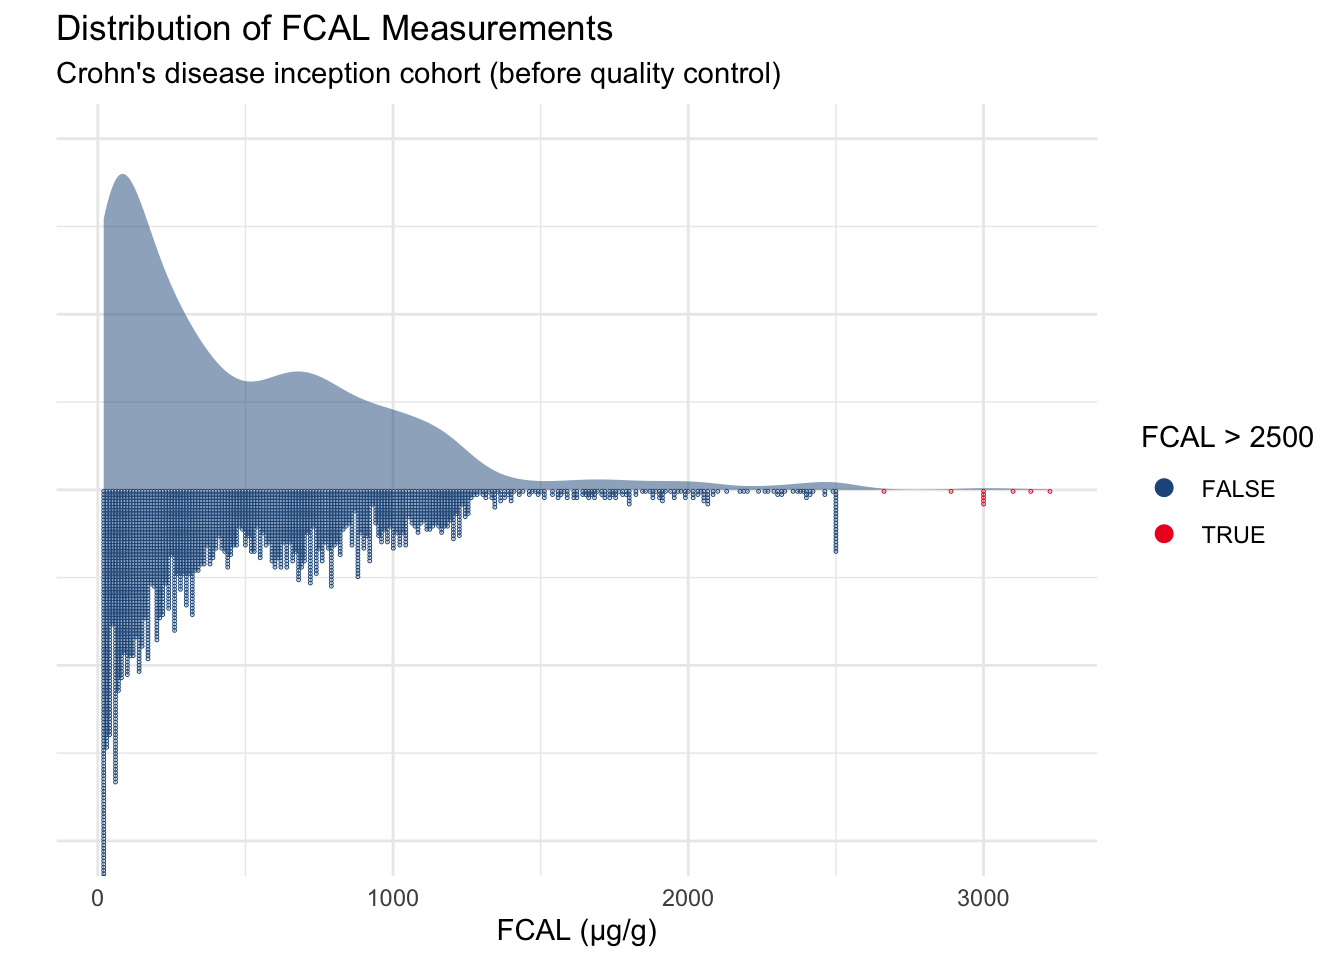 Distribution of FCAL Measurements
Crohn's disease inception cohort (before quality control)
FCAL > 2500
FALSE
TRUE
0
1000
2000
3000
FCAL (µg/g)